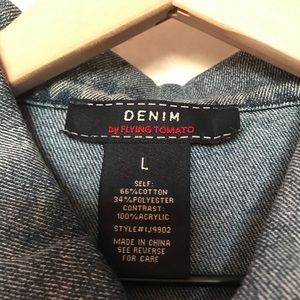 DENIM
by FLYING TOMATO
L
SELF:
66%COTTON
34%POLYESTER
CONTRAST:
100%ACRYLIC
STYLE#IJ9902
MADE IN CHINA
SEE REVERSE
FOR CARE